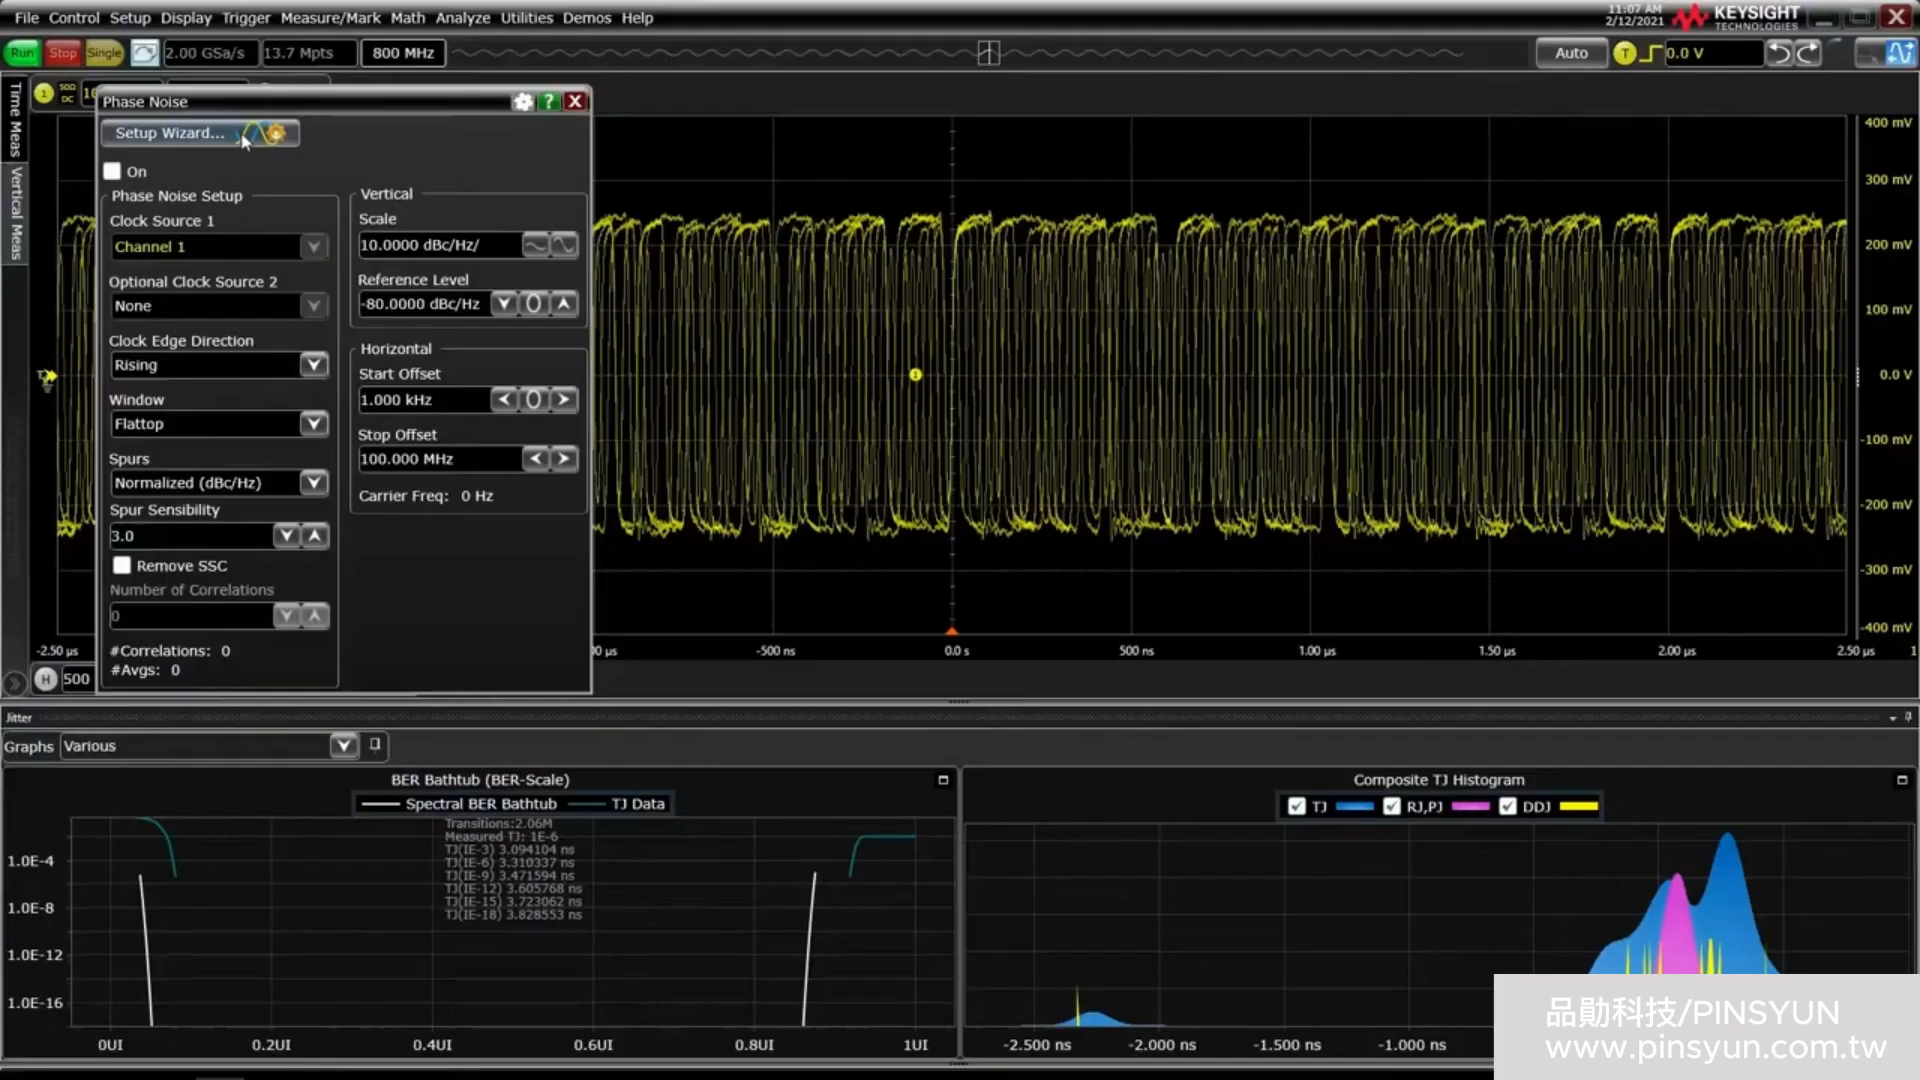 File Control Setup Display Trigger Measure/Mark Math Analyze Utilities Demos Help
11:07 AM
2/12/2021
KEYSIGHT
TECHNOLOGIES
Run Stop Single 2.00 GSa/s 13.7 Mpts 800 MHz
Auto T 0.0 V
Time Meas
Vertical Meas
1 50Ω DC
Phase Noise
Setup Wizard...
On
Phase Noise Setup
Clock Source 1
Channel 1
Optional Clock Source 2
None
Clock Edge Direction
Rising
Window
Flattop
Spurs
Normalized (dBc/Hz)
Spur Sensibility
3.0
Remove SSC
Number of Correlations
0
#Correlations: 0
#Avgs: 0
Vertical
Scale
10.0000 dBc/Hz/
Reference Level
-80.0000 dBc/Hz
Horizontal
Start Offset
1.000 kHz
Stop Offset
100.000 MHz
Carrier Freq: 0 Hz
400 mV
300 mV
200 mV
100 mV
0.0 V
-100 mV
-200 mV
-300 mV
-400 mV
-2.50 µs
-500 ns 0.0 s 500 ns 1.00 µs 1.50 µs 2.00 µs 2.50 µs
H 500
Jitter
Graphs Various
BER Bathtub (BER-Scale)
Spectral BER Bathtub TJ Data
Transitions:2.06M
Measured TJ: 1E-6
TJ(IE-3) 3.094104 ns
TJ(IE-6) 3.310337 ns
TJ(IE-9) 3.471594 ns
TJ(IE-12) 3.605768 ns
TJ(IE-15) 3.723062 ns
TJ(IE-18) 3.828553 ns
1.0E-4
1.0E-8
1.0E-12
1.0E-16
0UI 0.2UI 0.4UI 0.6UI 0.8UI 1UI
Composite TJ Histogram
TJ RJ,PJ DDJ
-2.500 ns -2.000 ns -1.500 ns -1.000 ns
品勛科技/PINSYUN
www.pinsyun.com.tw